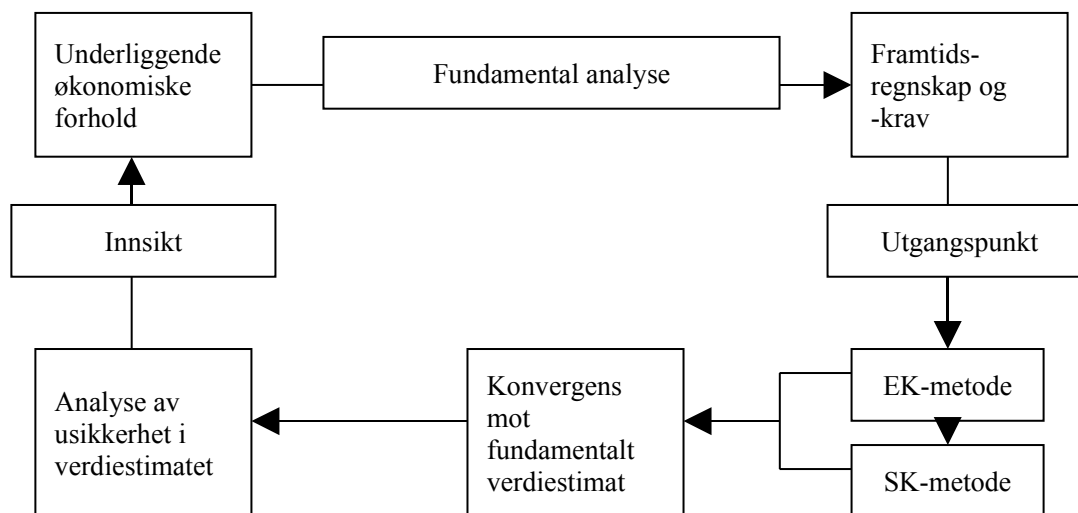 Underliggende
økonomiske
forhold
Fundamental analyse
Framtids-
regnskap og
-krav
Innsikt
Utgangspunkt
Analyse av
usikkerhet i
verdiestimatet
Konvergens
mot
fundamentalt
verdiestimat
EK-metode
SK-metode